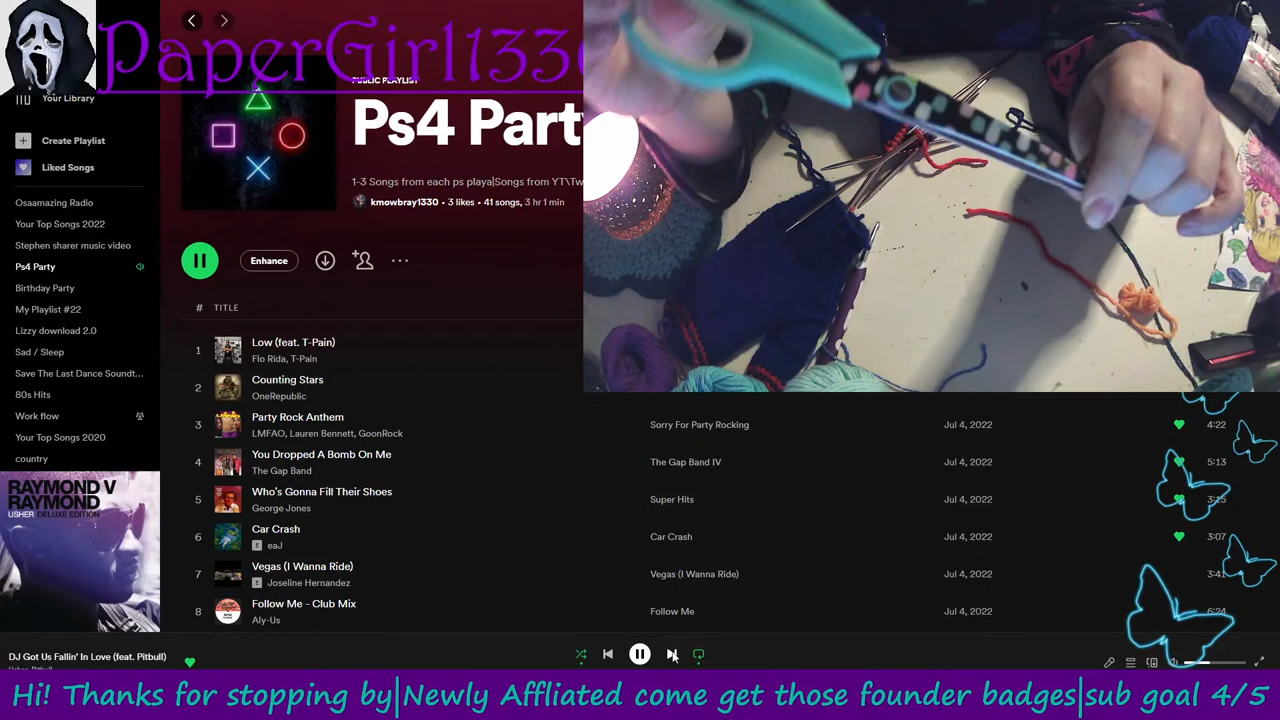 PaperGirl1330
Your Library
Create Playlist
Liked Songs
Osaamazing Radio
Your Top Songs 2022
Stephen sharer music video
Ps4 Party
Birthday Party
My Playlist #22
Lizzy download 2.0
Sad / Sleep
Save The Last Dance Soundt...
80s Hits
Work flow
Your Top Songs 2020
country
RAYMOND V
RAYMOND
USHER DELUXE EDITION
PUBLIC PLAYLIST
Ps4 Party
1-3 Songs from each ps playa|Songs from YT\Tw
kmowbray1330 • 3 likes • 41 songs, 3 hr 1 min
Enhance
# TITLE
1 Low (feat. T-Pain)
Flo Rida, T-Pain
2 Counting Stars
OneRepublic
3 Party Rock Anthem Sorry For Party Rocking Jul 4, 2022 4:22
LMFAO, Lauren Bennett, GoonRock
4 You Dropped A Bomb On Me The Gap Band IV Jul 4, 2022 5:13
The Gap Band
5 Who's Gonna Fill Their Shoes Super Hits Jul 4, 2022
George Jones
6 Car Crash Car Crash Jul 4, 2022 3:07
E eaJ
7 Vegas (I Wanna Ride) Vegas (I Wanna Ride) Jul 4, 2022
E Joseline Hernandez
8 Follow Me - Club Mix Follow Me Jul 4, 2022 6:24
Aly-Us
DJ Got Us Fallin' In Love (feat. Pitbull)
Usher, Pitbull
Hi! Thanks for stopping by|Newly Affliated come get those founder badges|sub goal 4/5